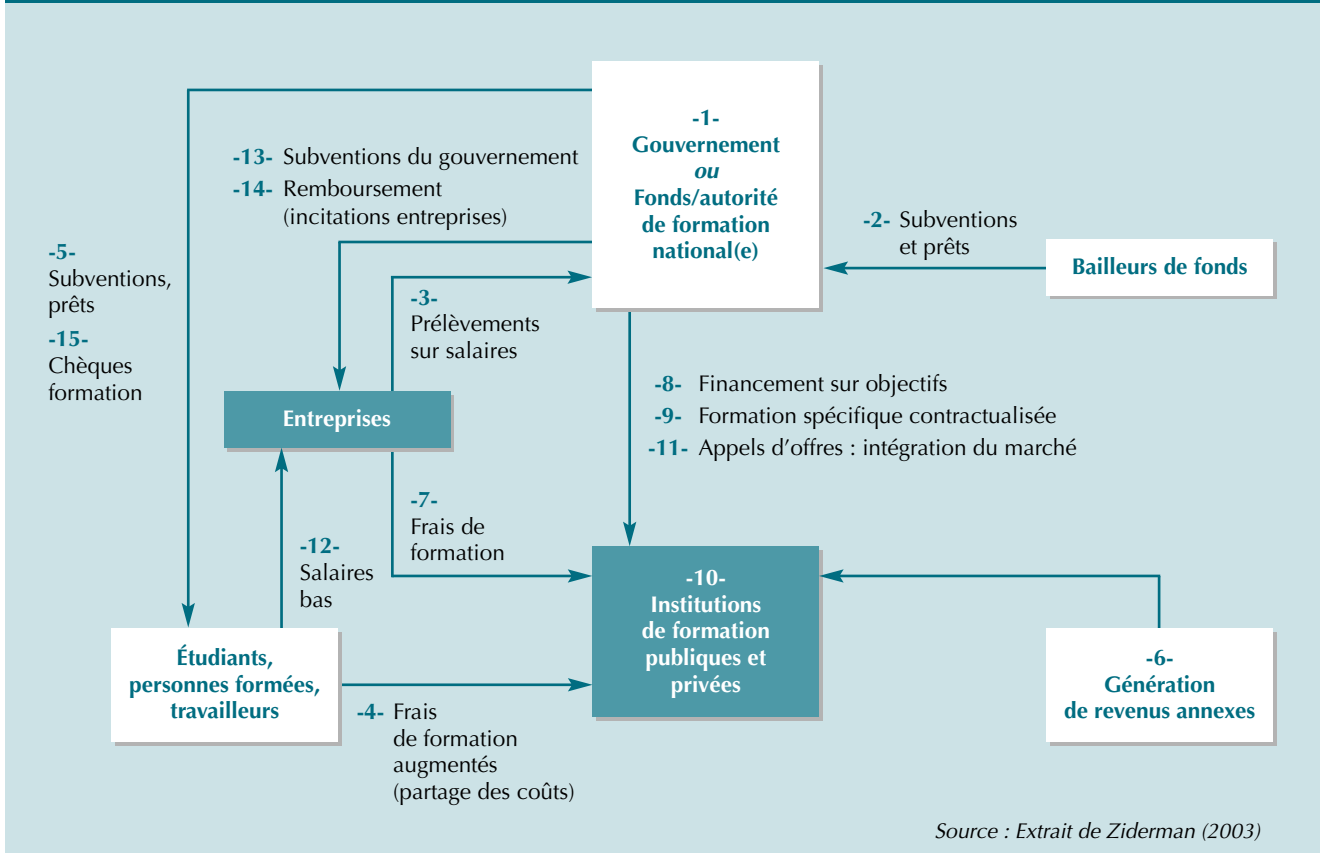 -1-
Gouvernement
ou
Fonds/autorité
de formation
national(e)
-13- Subventions du gouvernement
-14- Remboursement
(incitations entreprises)
-2- Subventions
et prêts
Bailleurs de fonds
-5-
Subventions,
prêts
-15-
Chèques
formation
-3-
Prélèvements
sur salaires
Entreprises
-8- Financement sur objectifs
-9- Formation spécifique contractualisée
-11- Appels d’offres : intégration du marché
-7-
Frais de
formation
-12-
Salaires
bas
-10-
Institutions
de formation
publiques et
privées
Étudiants,
personnes formées,
travailleurs
-6-
Génération
de revenus annexes
-4- Frais
de formation
augmentés
(partage des coûts)
Source : Extrait de Ziderman (2003)